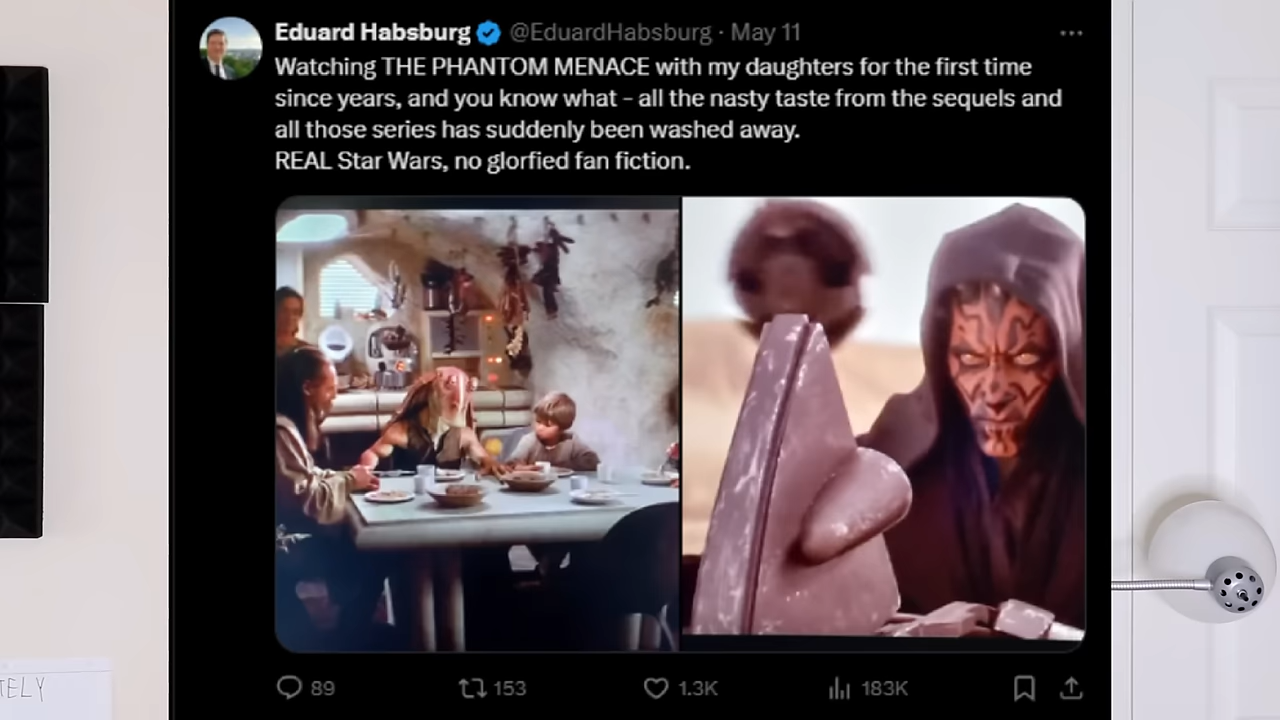 Eduard Habsburg @EduardHabsburg · May 11
Watching THE PHANTOM MENACE with my daughters for the first time
since years, and you know what - all the nasty taste from the sequels and
all those series has suddenly been washed away.
REAL Star Wars, no glorfied fan fiction.
89 153 1.3K 183K
TELY